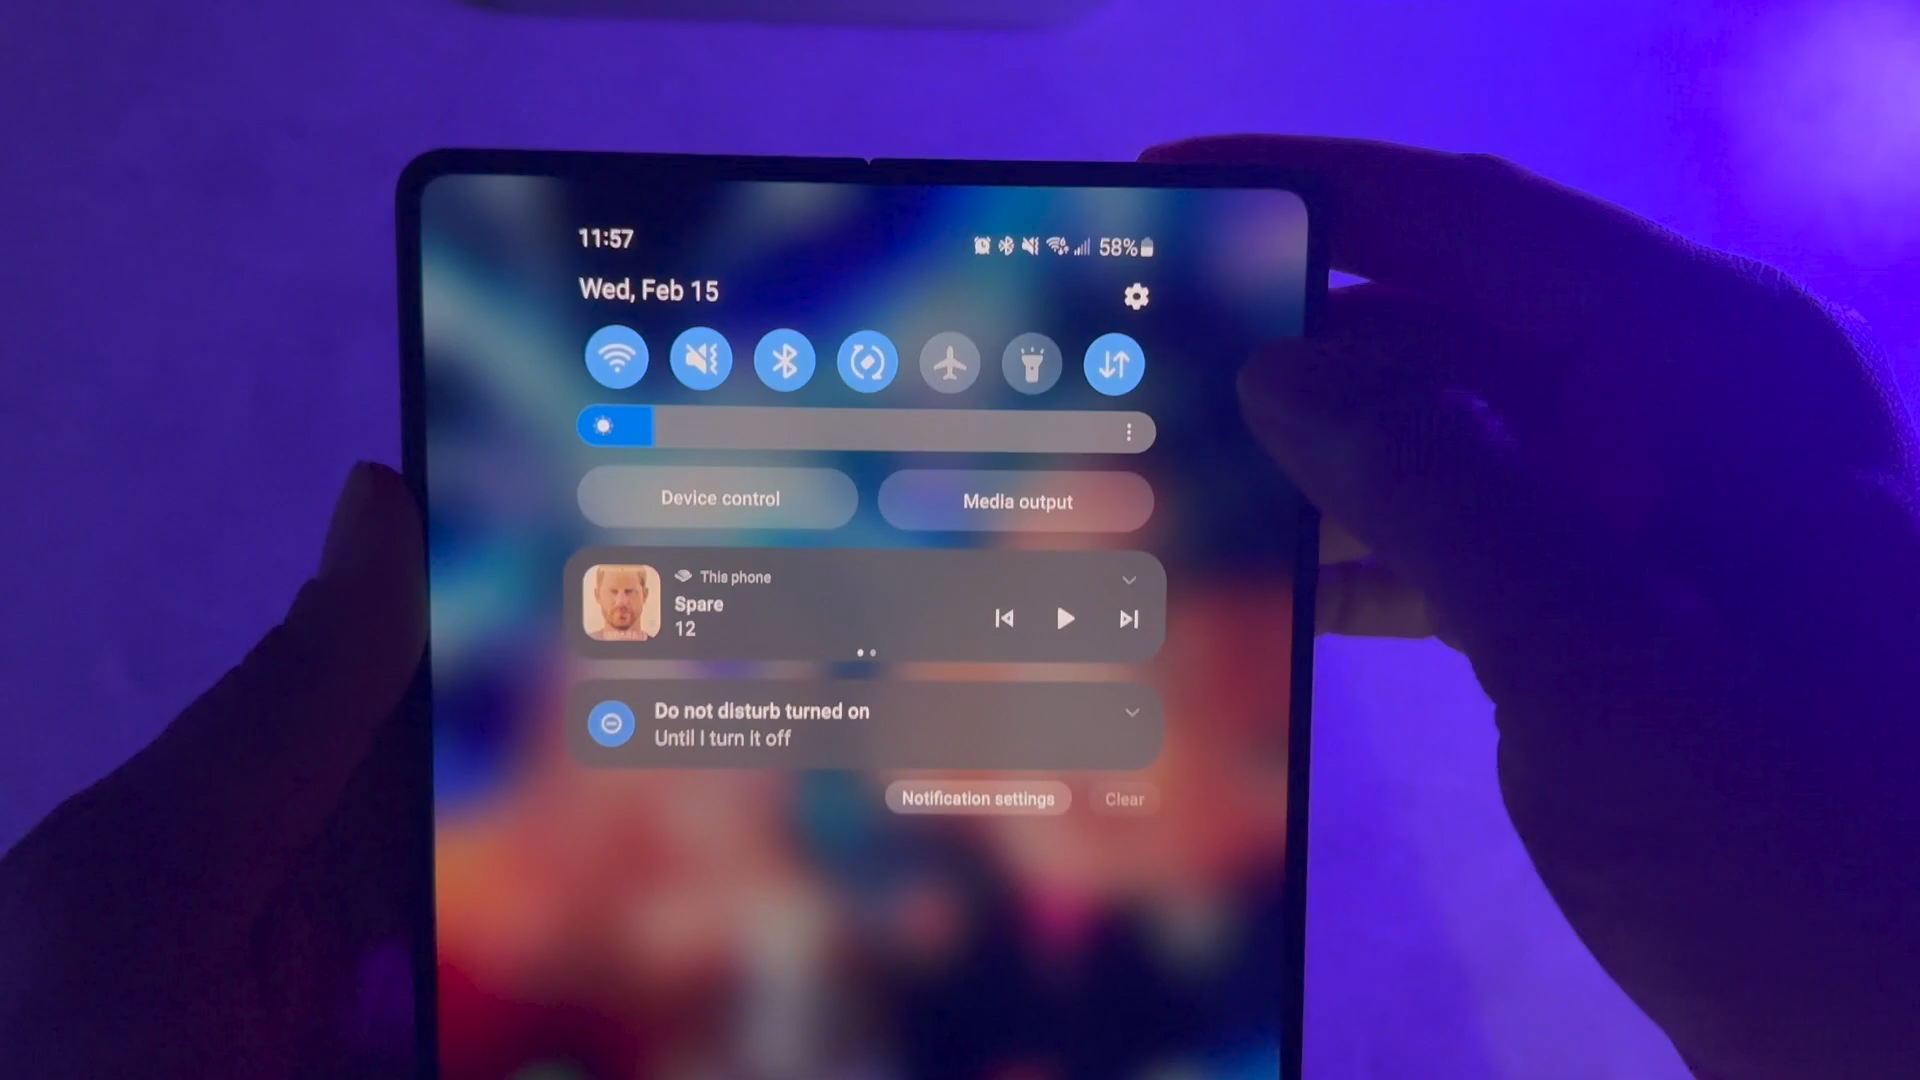 11:57
58%
Wed, Feb 15
Device control
Media output
This phone
Spare
12
Do not disturb turned on
Until I turn it off
Notification settings
Clear